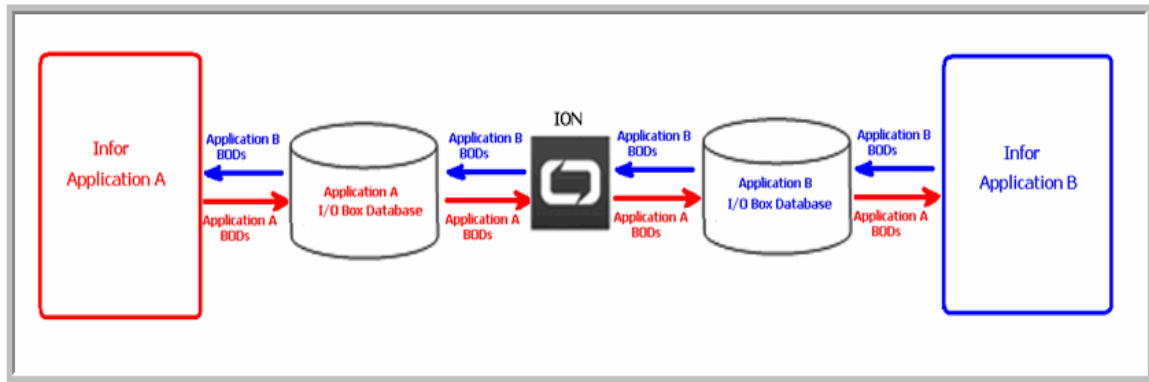 ION
Infor
Application A
Application B
BODs
Application A
BODs
Application A
I/O Box Database
Application B
BODs
Application A
BODs
Application B
BODs
Application A
BODs
Application B
I/O Box Database
Application B
BODs
Application A
BODs
Infor
Application B